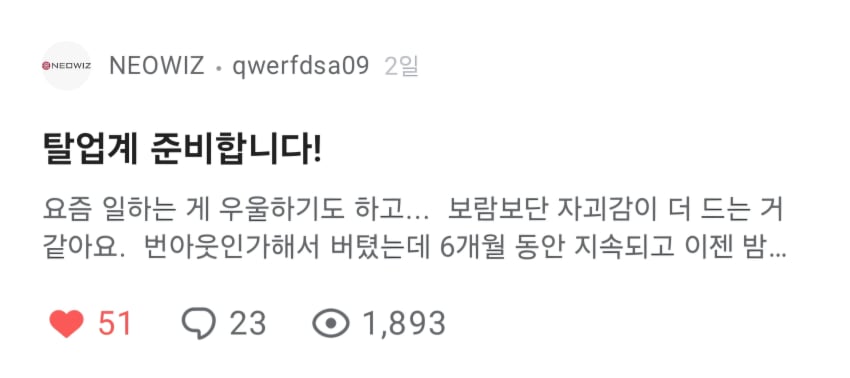 NEOWIZ NEOWIZ · qwerfdsa09 2일
탈업계 준비합니다!
요즘 일하는 게 우울하기도 하고... 보람보단 자괴감이 더 드는 거
같아요. 번아웃인가해서 버텼는데 6개월 동안 지속되고 이젠 밤...
51 23 1,893